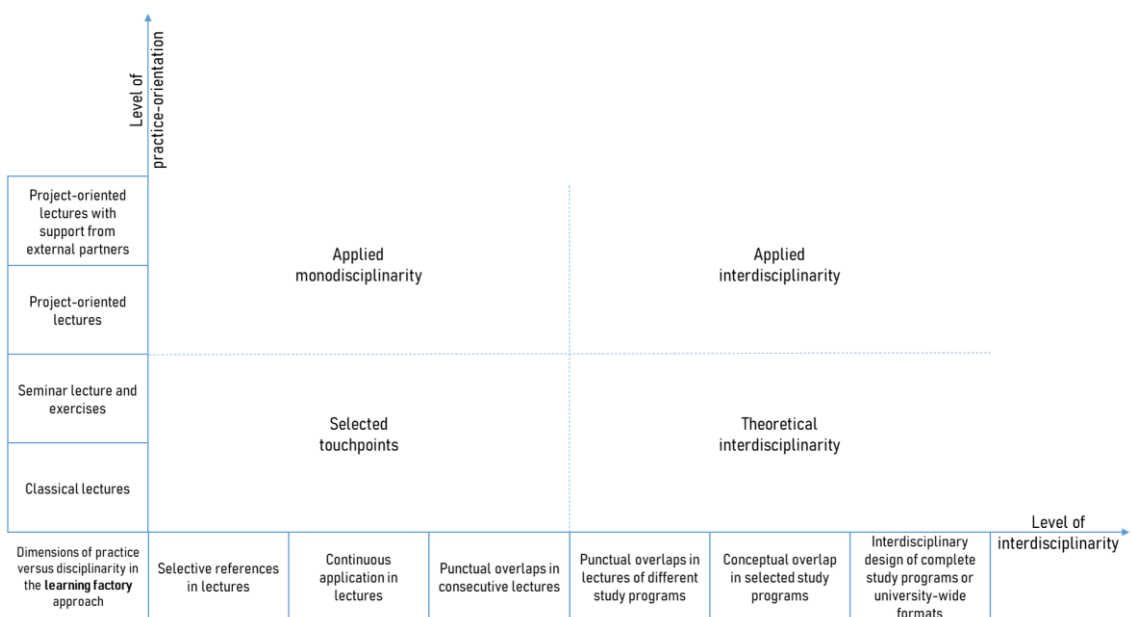 Level of
practice-orientation
Project-oriented
lectures with
support from
external partners
Applied
monodisciplinarity
Applied
interdisciplinarity
Project-oriented
lectures
Seminar lecture and
exercises
Selected
touchpoints
Theoretical
interdisciplinarity
Classical lectures
Level of
interdisciplinarity
Dimensions of practice
versus disciplinarity in
the learning factory
approach
Selective references
in lectures
Continuous
application in
lectures
Punctual overlaps in
consecutive lectures
Punctual overlaps in
lectures of different
study programs
Conceptual overlap
in selected study
programs
Interdisciplinary
design of complete
study programs or
university-wide
formats